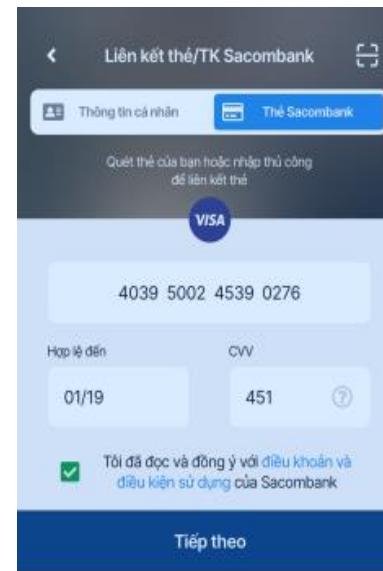 Liên kết thẻ/TK Sacombank
Thông tin cá nhân
Thẻ Sacombank
Quét thẻ của bạn hoặc nhập thủ công
để liên kết thẻ
VISA
4039 5002 4539 0276
Hợp lệ đến
CVV
01/19
451
?
Tôi đã đọc và đồng ý với điều khoản và
điều kiện sử dụng của Sacombank
Tiếp theo